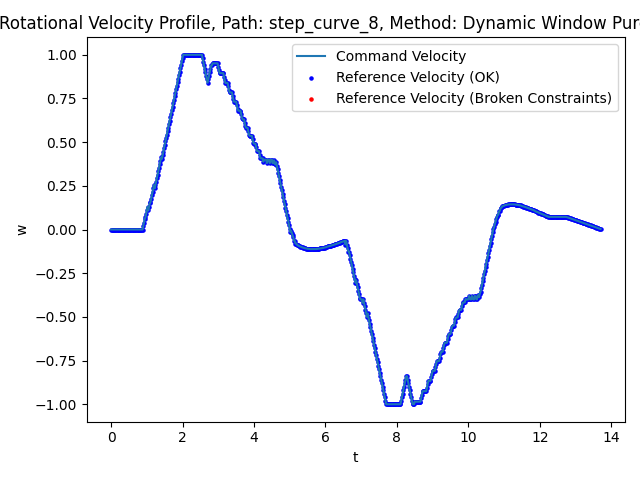 Rotational Velocity Profile, Path: step_curve_8, Method: Dynamic Window Pur
Command Velocity
Reference Velocity (OK)
Reference Velocity (Broken Constraints)
1.00
0.75
0.50
0.25
0.00
−0.25
−0.50
−0.75
−1.00
w
0 2 4 6 8 10 12 14
t